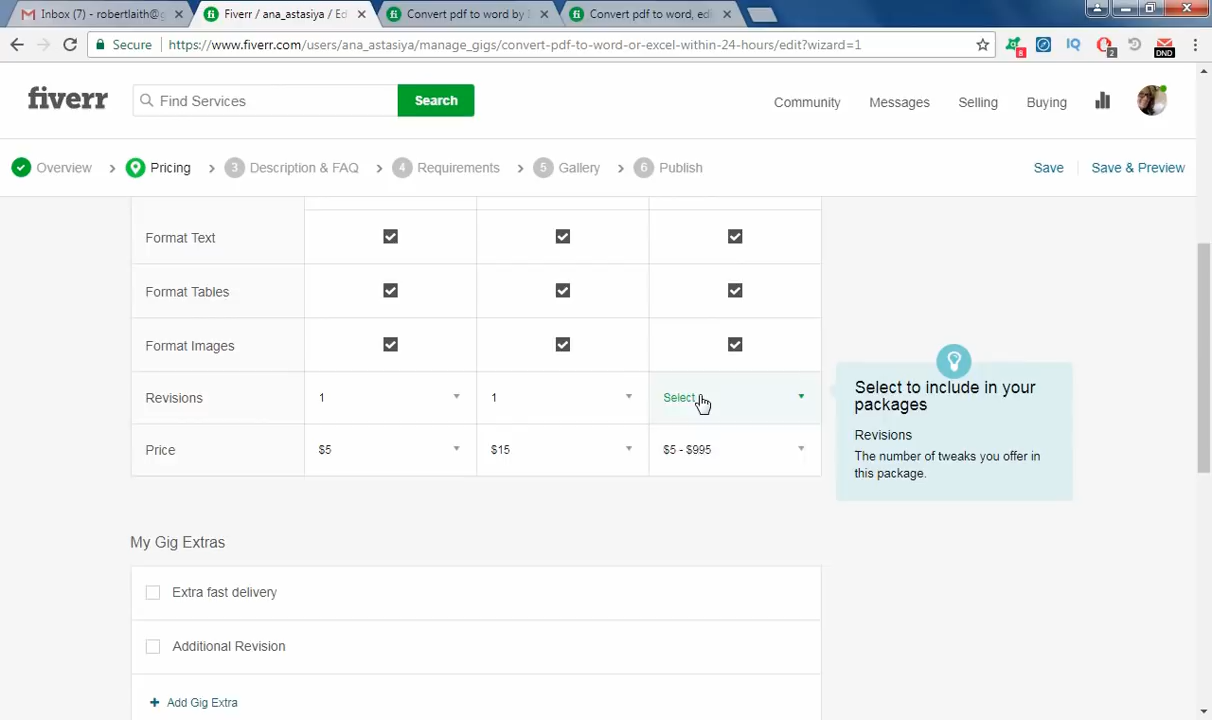 Inbox (7) - robertlaith@g
Fiverr / ana_astasiya / Ed
Convert pdf to word by
Convert pdf to word, edi
Secure
https://www.fiverr.com/users/ana_astasiya/manage_gigs/convert-pdf-to-word-or-excel-within-24-hours/edit?wizard=1
8
IQ
2
DND
fiverr
Find Services
Search
Community
Messages
Selling
Buying
Overview
Pricing
3 Description & FAQ
4 Requirements
5 Gallery
6 Publish
Save
Save & Preview
Format Text
Format Tables
Format Images
Revisions 1 1 Select
Price $5 $15 $5 - $995
Select to include in your
packages
Revisions
The number of tweaks you offer in
this package.
My Gig Extras
Extra fast delivery
Additional Revision
+ Add Gig Extra